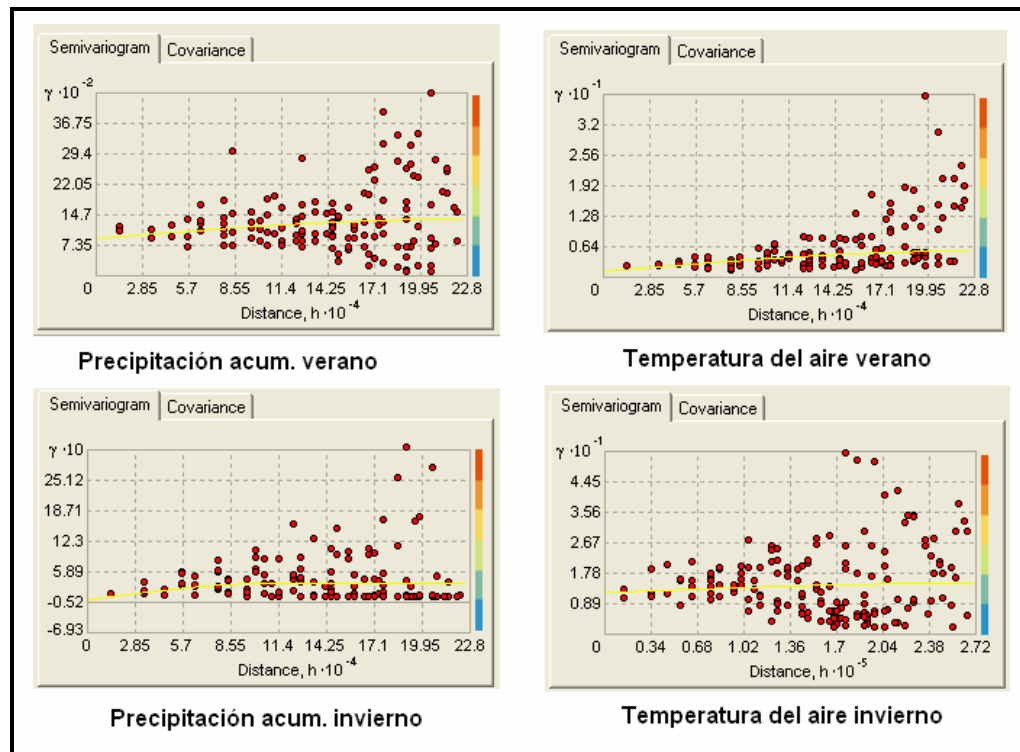 Semivariogram Covariance
γ ·10 -2
36.75
29.4
22.05
14.7
7.35
0 2.85 5.7 8.55 11.4 14.25 17.1 19.95 22.8
Distance, h ·10 -4
Precipitación acum. verano
Semivariogram Covariance
γ ·10 -1
3.2
2.56
1.92
1.28
0.64
0 2.85 5.7 8.55 11.4 14.25 17.1 19.95 22.8
Distance, h ·10 -4
Temperatura del aire verano
Semivariogram Covariance
γ ·10
25.12
18.71
12.3
5.89
-0.52
-6.93
0 2.85 5.7 8.55 11.4 14.25 17.1 19.95 22.8
Distance, h ·10 -4
Precipitación acum. invierno
Semivariogram Covariance
γ ·10 -1
4.45
3.56
2.67
1.78
0.89
0 0.34 0.68 1.02 1.36 1.7 2.04 2.38 2.72
Distance, h ·10 -5
Temperatura del aire invierno